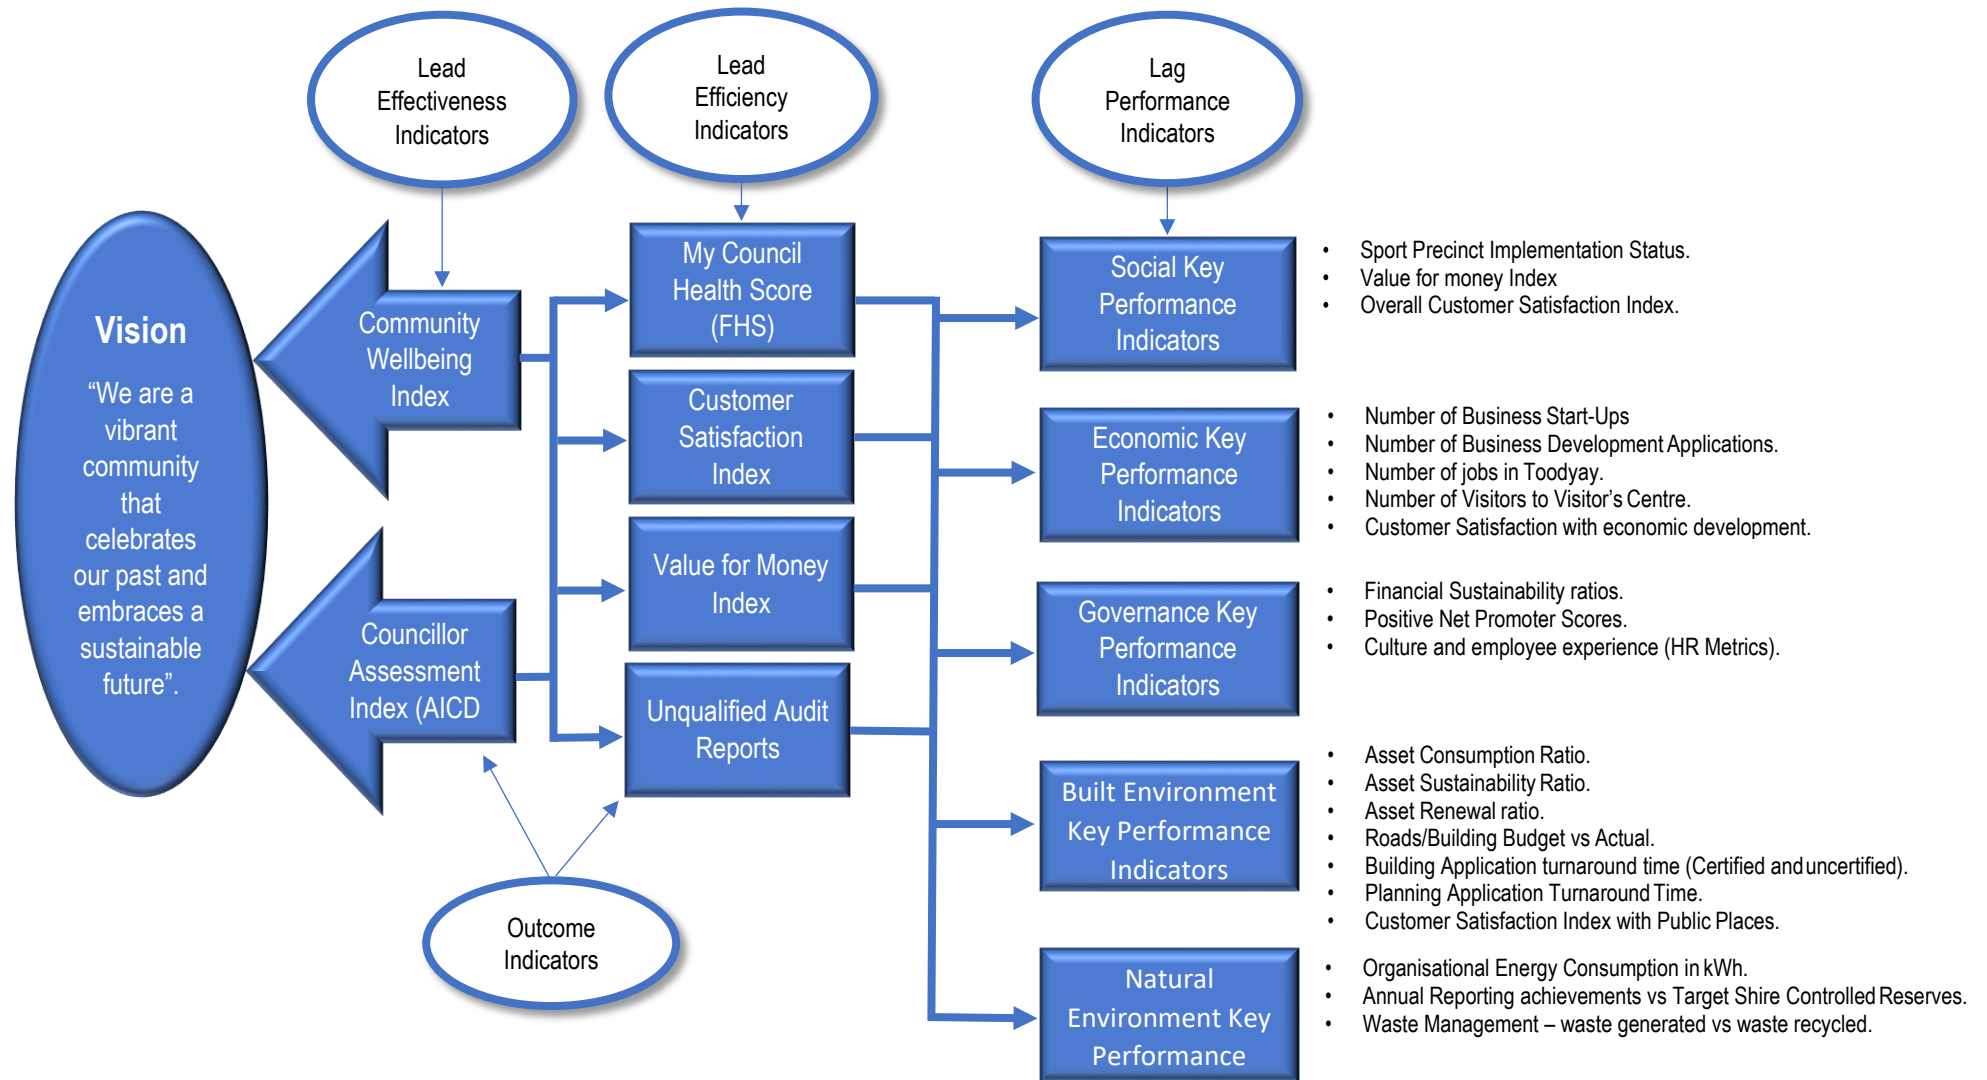 Lead
Effectiveness
Indicators
Lead
Efficiency
Indicators
Lag
Performance
Indicators
Vision
“We are a
vibrant
community
that
celebrates
our past and
embraces a
sustainable
future”.
Community
Wellbeing
Index
Councillor
Assessment
Index (AICD
My Council
Health Score
(FHS)
Customer
Satisfaction
Index
Value for Money
Index
Unqualified Audit
Reports
Outcome
Indicators
Social Key
Performance
Indicators
• Sport Precinct Implementation Status.
• Value for money Index
• Overall Customer Satisfaction Index.
Economic Key
Performance
Indicators
• Number of Business Start-Ups
• Number of Business Development Applications.
• Number of jobs in Toodyay.
• Number of Visitors to Visitor’s Centre.
• Customer Satisfaction with economic development.
Governance Key
Performance
Indicators
• Financial Sustainability ratios.
• Positive Net Promoter Scores.
• Culture and employee experience (HR Metrics).
Built Environment
Key Performance
Indicators
• Asset Consumption Ratio.
• Asset Sustainability Ratio.
• Asset Renewal ratio.
• Roads/Building Budget vs Actual.
• Building Application turnaround time (Certified and uncertified).
• Planning Application Turnaround Time.
• Customer Satisfaction Index with Public Places.
Natural
Environment Key
Performance
• Organisational Energy Consumption in kWh.
• Annual Reporting achievements vs Target Shire Controlled Reserves.
• Waste Management – waste generated vs waste recycled.